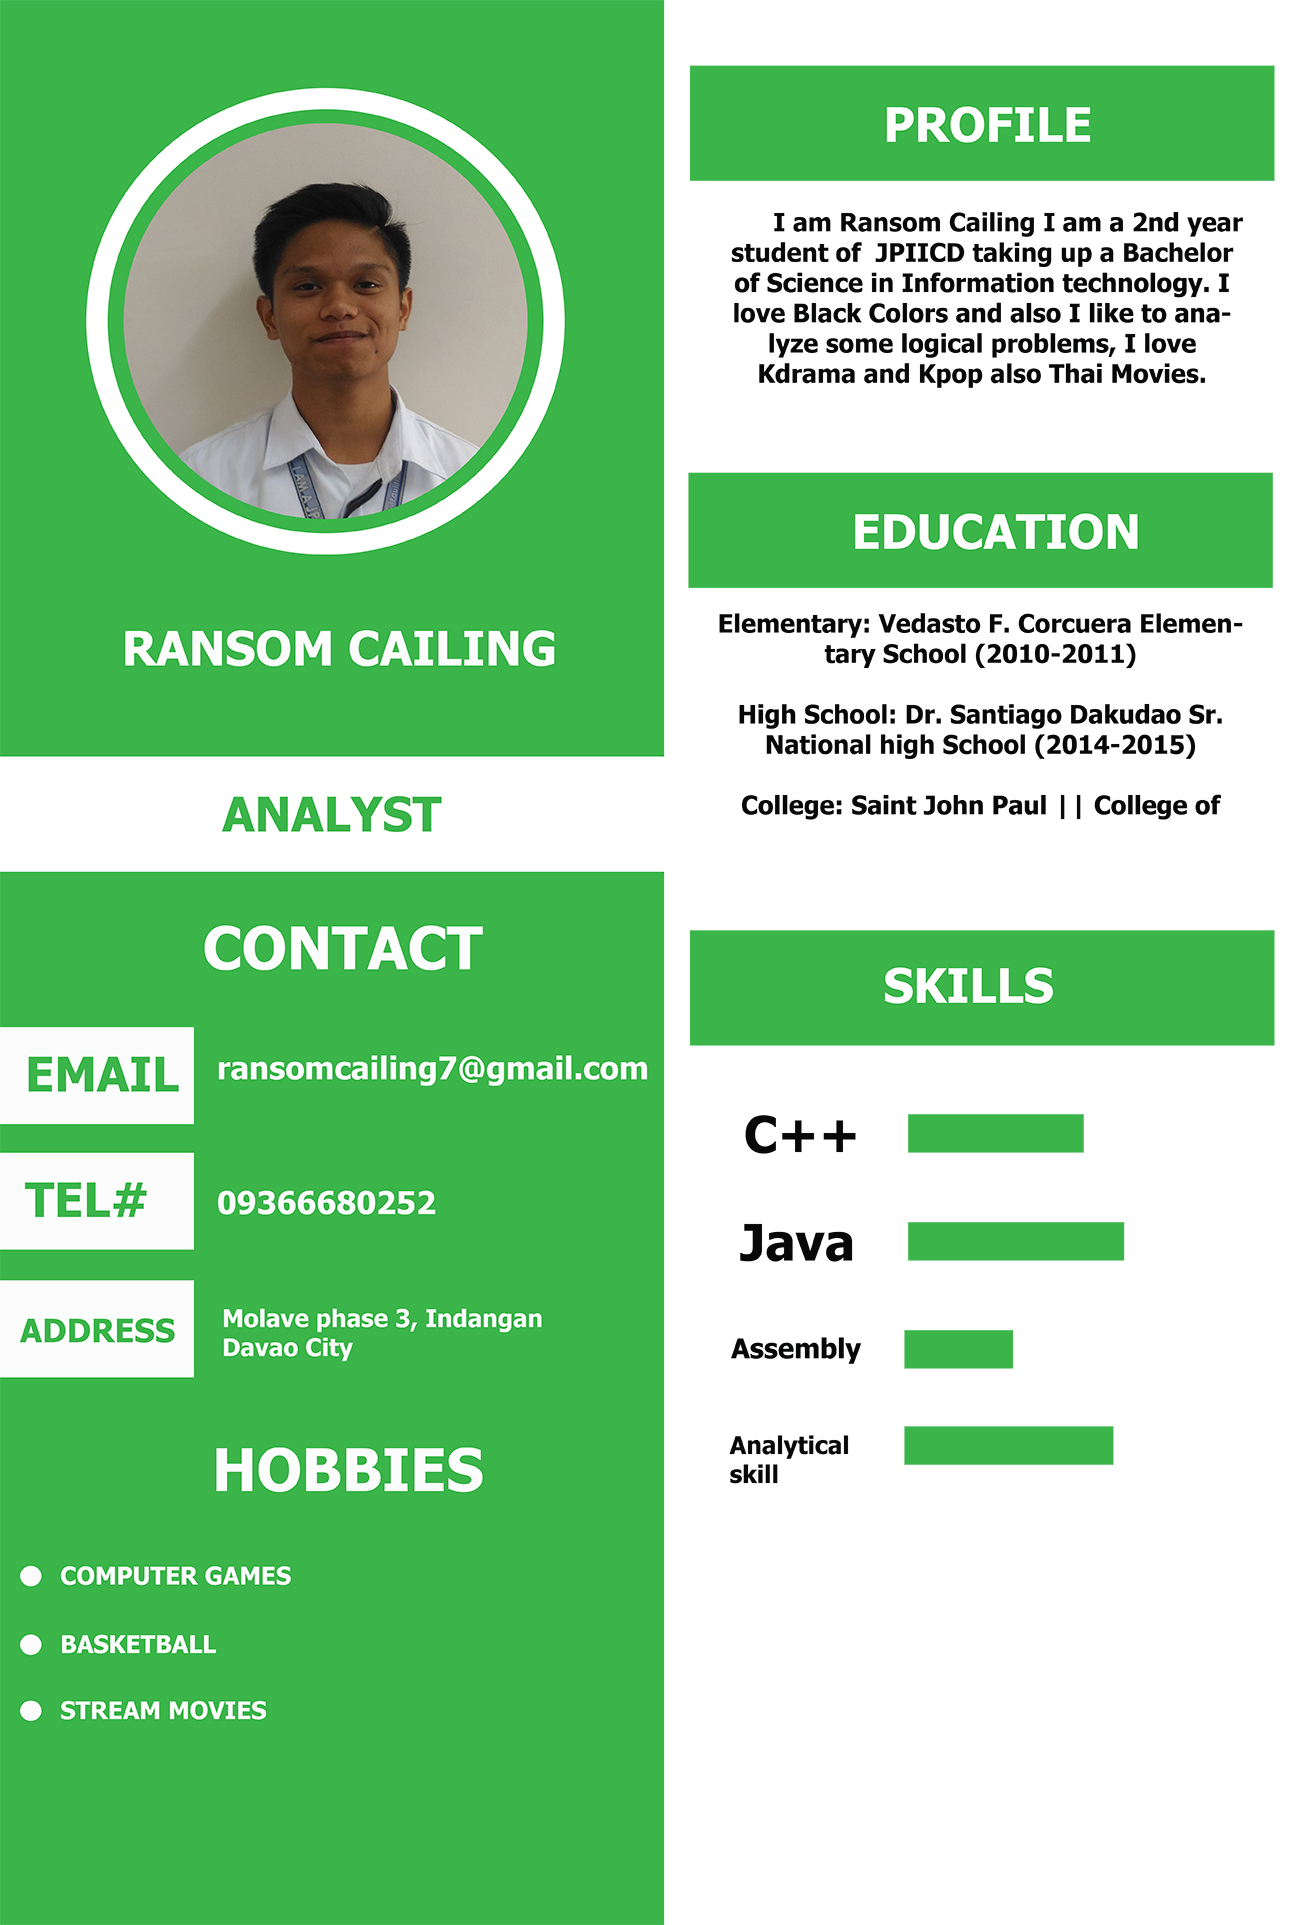 RANSOM CAILING
ANALYST
CONTACT
EMAIL
ransomcailing7@gmail.com
TEL#
09366680252
ADDRESS
Molave phase 3, Indangan
Davao City
HOBBIES
COMPUTER GAMES
BASKETBALL
STREAM MOVIES
PROFILE
I am Ransom Cailing I am a 2nd year
student of JPIICD taking up a Bachelor
of Science in Information technology. I
love Black Colors and also I like to ana-
lyze some logical problems, I love
Kdrama and Kpop also Thai Movies.
EDUCATION
Elementary: Vedasto F. Corcuera Elemen-
tary School (2010-2011)
High School: Dr. Santiago Dakudao Sr.
National high School (2014-2015)
College: Saint John Paul || College of
SKILLS
C++
Java
Assembly
Analytical
skill